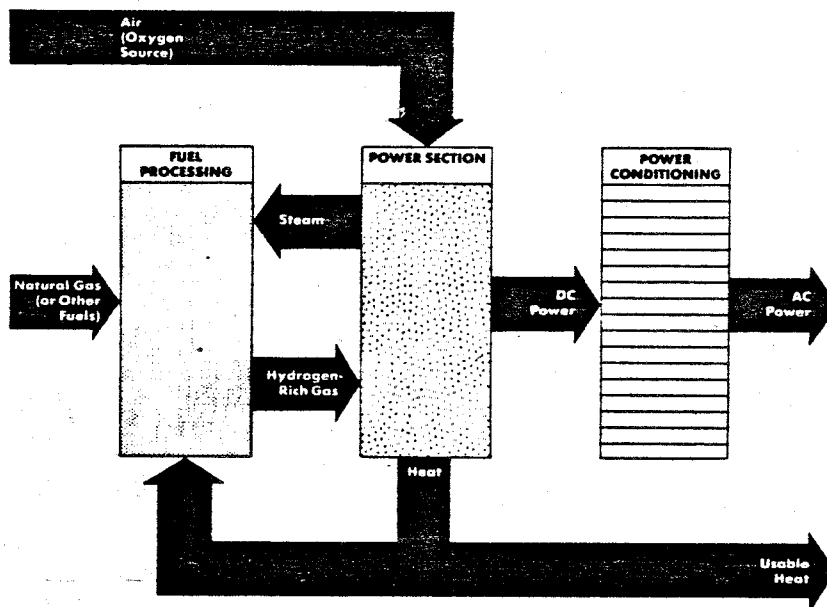 Air
(Oxygen
Source)
FUEL
PROCESSING
POWER SECTION
POWER
CONDITIONING
Steam
Natural Gas
(or Other
Fuels)
DC
Power
AC
Power
Hydrogen-
Rich Gas
Heat
Usable
Heat